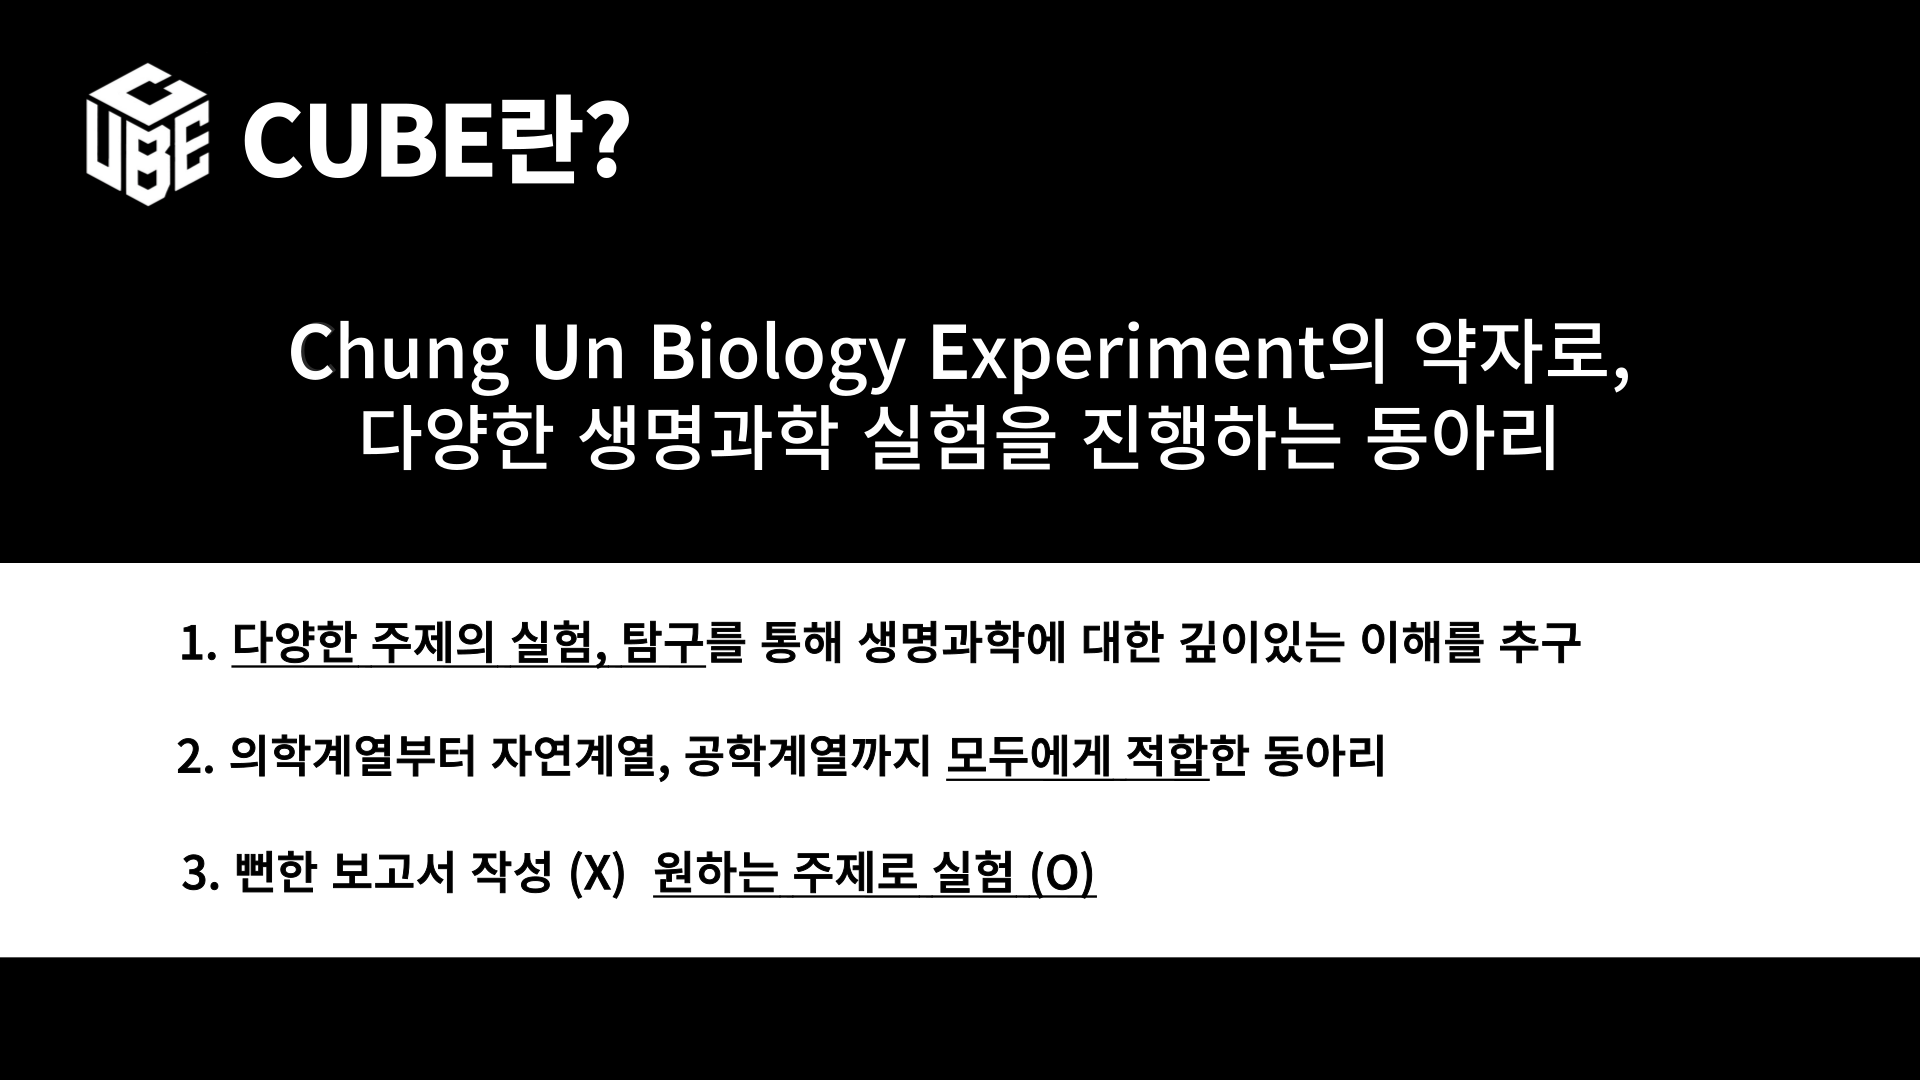 CUBE
CUBE란?
Chung Un Biology Experiment의 약자로,
다양한 생명과학 실험을 진행하는 동아리
1. 다양한 주제의 실험, 탐구를 통해 생명과학에 대한 깊이있는 이해를 추구
2. 의학계열부터 자연계열, 공학계열까지 모두에게 적합한 동아리
3. 뻔한 보고서 작성 (X)  원하는 주제로 실험 (O)